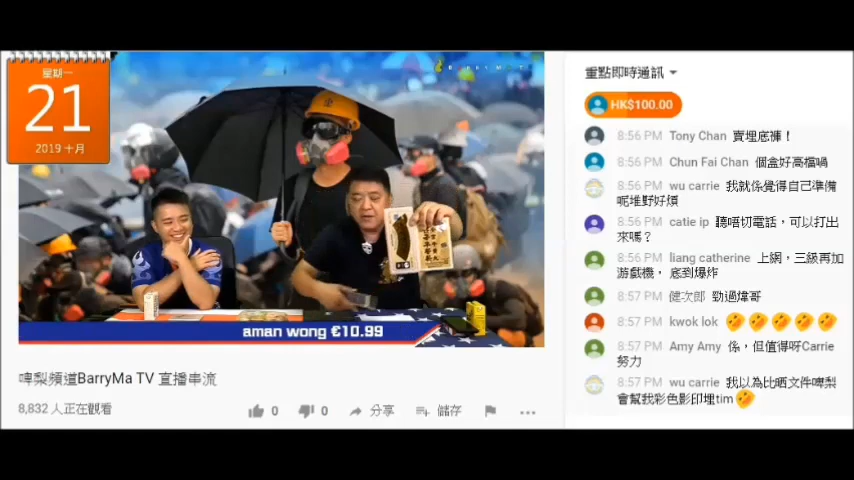 星期一
21
2019 十月
aman wong €10.99
啤梨頻道BarryMa TV 直播串流
8,832 人正在觀看
0
0
分享
儲存
重點即時通訊
HK$100.00
8:56 PM Tony Chan 賣埋底褲！
8:56 PM Chun Fai Chan 個盒好高檔喎
8:56 PM wu carrie 我就係覺得自己準備
呢堆野好煩
8:56 PM catie ip 聽唔切電話，可以打出
來嗎？
8:56 PM liang catherine 上網，三級再加
游戲機， 底到爆炸
8:57 PM 健次郎 勁過煒哥
8:57 PM kwok lok
8:57 PM Amy Amy 係，但值得呀Carrie
努力
8:57 PM wu carrie 我以為比晒文件啤梨
會幫我彩色影印埋tim